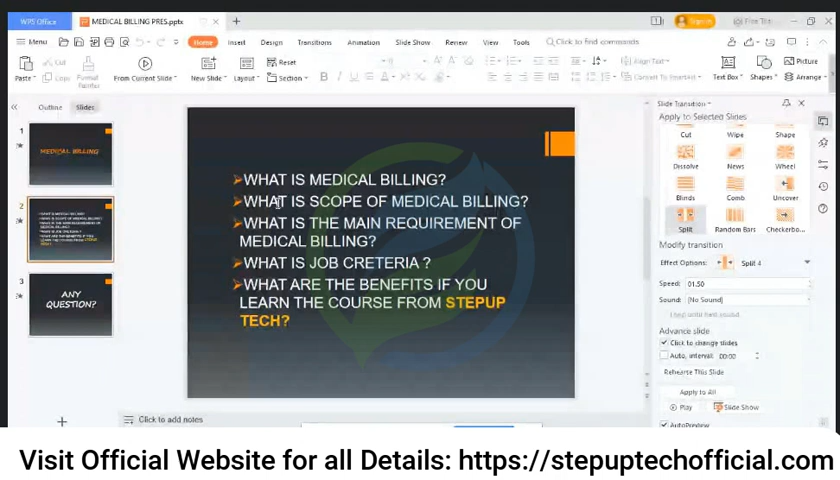 WPS Office
MEDICAL BILLING PRES.pptx
Sign in
Menu
Home
Insert
Design
Transitions
Animation
Slide Show
Review
View
Tools
Click to find commands
Paste
Cut
Copy
Format
Painter
From Current Slide
New Slide
Layout
Reset
Section
Align Text
Text Box
Shapes
Picture
Arrange
Outline
Slides
1
MEDICAL BILLING
2
3
ANY
QUESTION?
WHAT IS MEDICAL BILLING?
WHAT IS SCOPE OF MEDICAL BILLING?
WHAT IS THE MAIN REQUIREMENT OF
MEDICAL BILLING?
WHAT IS JOB CRETERIA ?
WHAT ARE THE BENEFITS IF YOU
LEARN THE COURSE FROM STEPUP
TECH?
Click to add notes
Slide Transition
Apply to Selected Slides
Cut
Wipe
Shape
Dissolve
News
Wheel
Blinds
Comb
Uncover
Split
Random Bars
Checkerbo...
Modify transition
Effect Options:
Split 4
Speed:
01.50
Sound:
[No Sound]
Advance slide
Click to change slides
Auto, interval:
00:00
Rehearse This Slide
Apply to All
Play
Slide Show
AutoPreview
Visit Official Website for all Details: https://stepuptechofficial.com